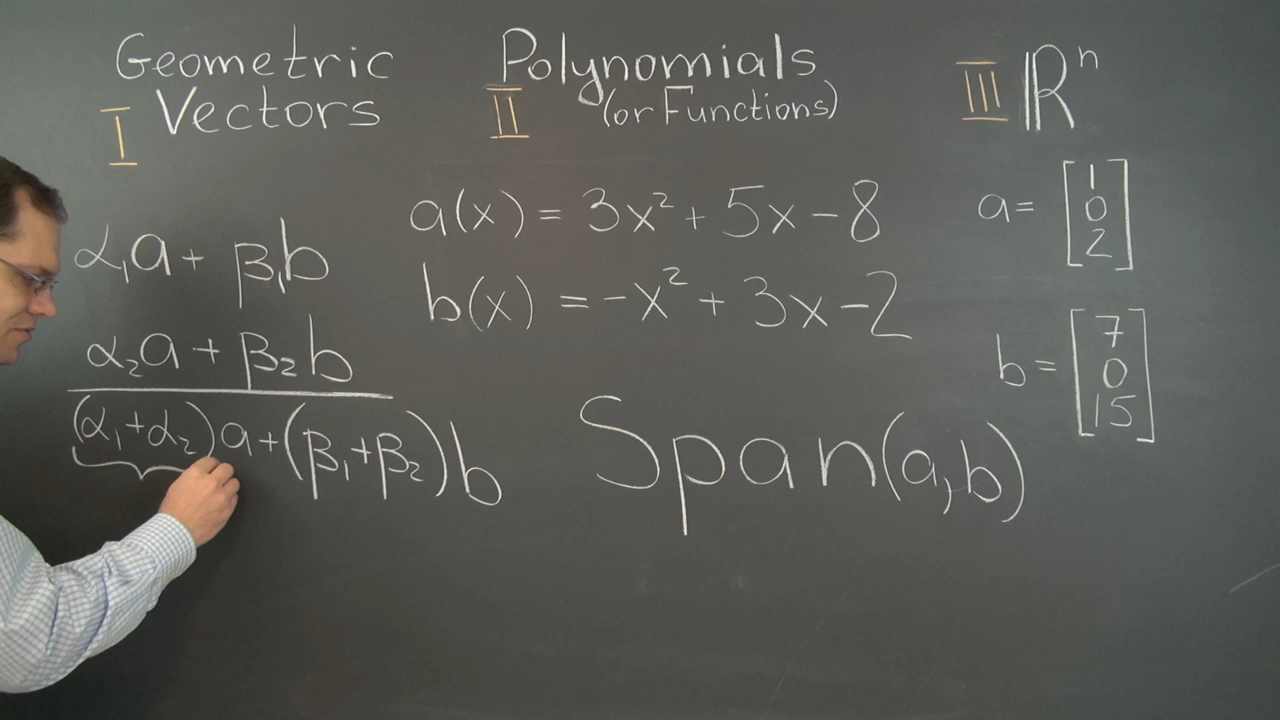 Geometric
I Vectors
α₁a + β₁b
α₂a + β₂b
(α₁+α₂)a+(β₁+β₂)b
Polynomials
II (or Functions)
a(x) = 3x² + 5x − 8
b(x) = −x² + 3x − 2
Span(a,b)
III ℝⁿ
a= [1
0
2]
b= [7
0
15]